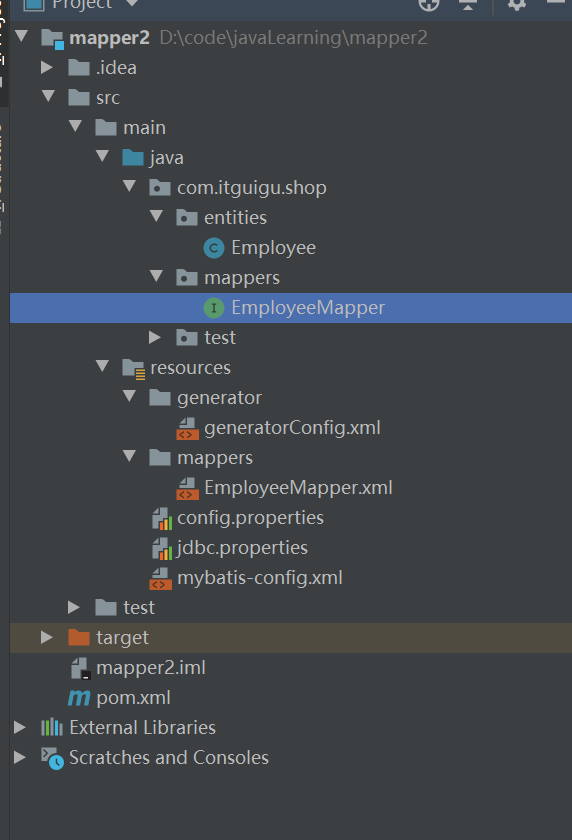 Project
mapper2 D:\code\javaLearning\mapper2
.idea
src
main
java
com.itguigu.shop
entities
Employee
mappers
EmployeeMapper
test
resources
generator
generatorConfig.xml
mappers
EmployeeMapper.xml
config.properties
jdbc.properties
mybatis-config.xml
test
target
mapper2.iml
pom.xml
External Libraries
Scratches and Consoles